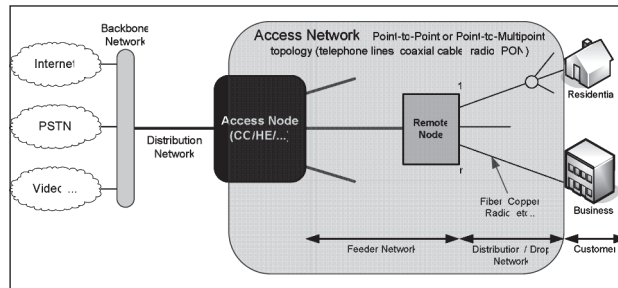 Backbone
Network
Access Network Point-to-Point or Point-to-Multipoint
topology (telephone lines coaxial cable radio PON)
Internet
PSTN
Video ...
Distribution
Network
Access Node
(CO/HE/...)
Remote
Node
1
r
Residentia
Business
Fiber Copper
Radio etc..
Feeder Network
Distribution / Drop
Network
Customer